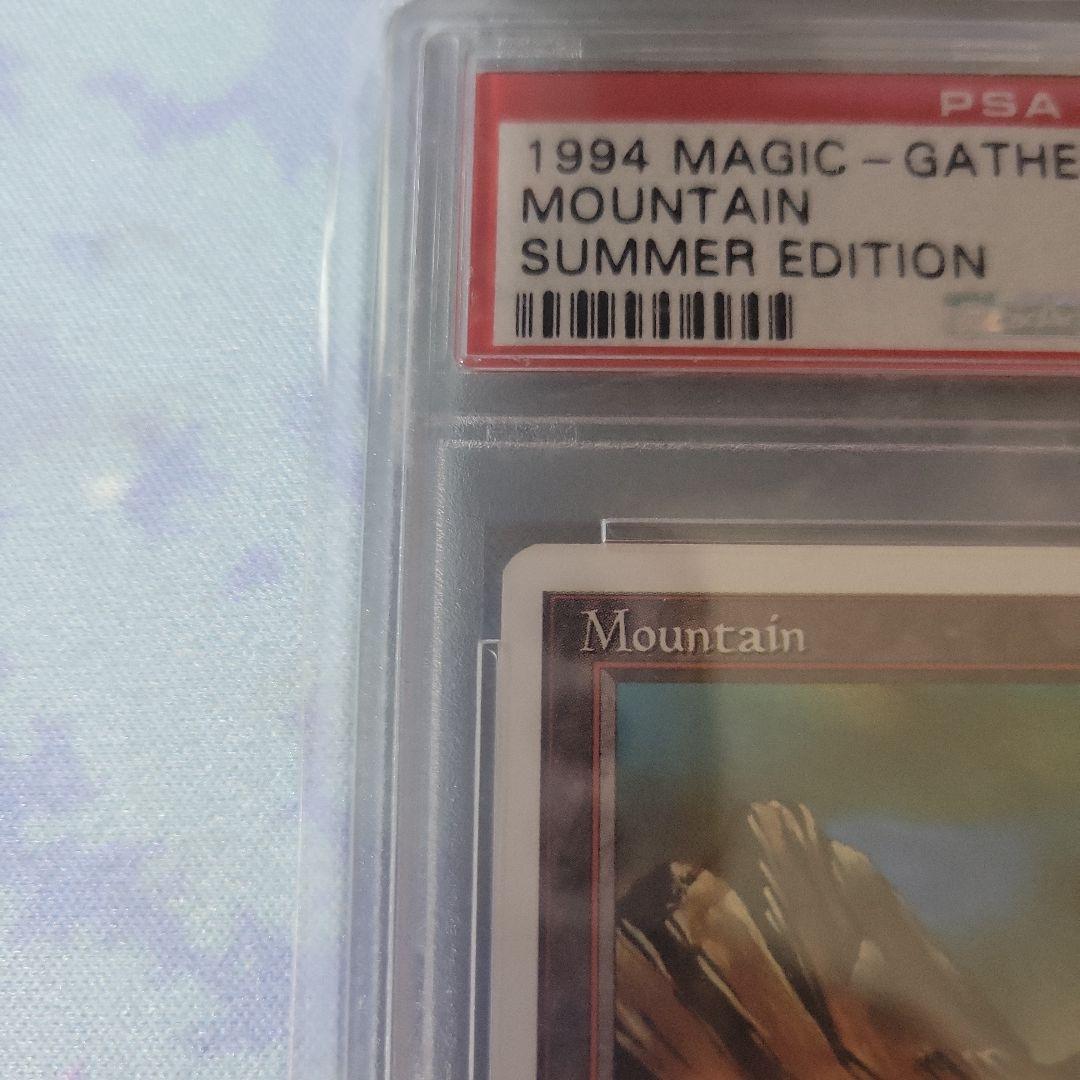 PSA
1994 MAGIC - GATHE
MOUNTAIN
SUMMER EDITION
Mountain